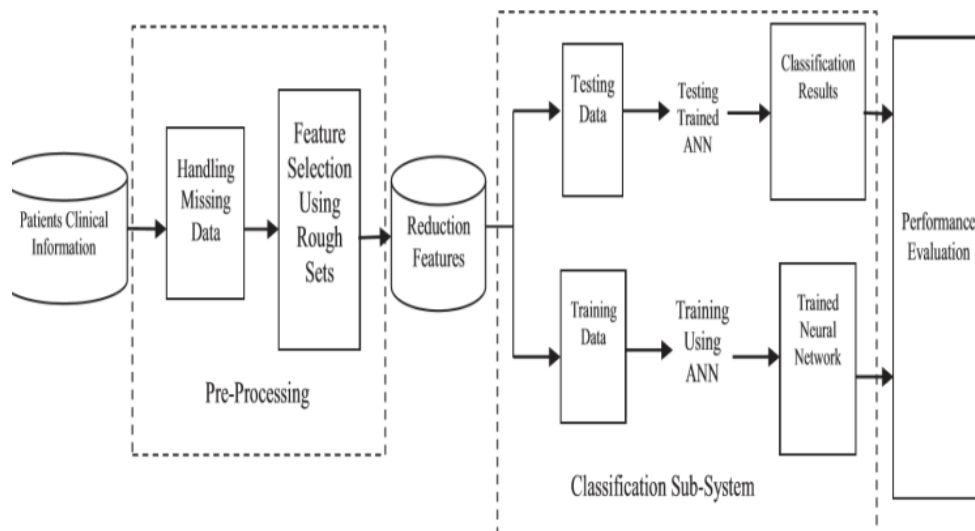 Patients Clinical
Information
Handling
Missing
Data
Feature
Selection
Using
Rough
Sets
Pre-Processing
Reduction
Features
Testing
Data
Testing
Trained
ANN
Classification
Results
Training
Data
Training
Using
ANN
Trained
Neural
Network
Classification Sub-System
Performance
Evaluation